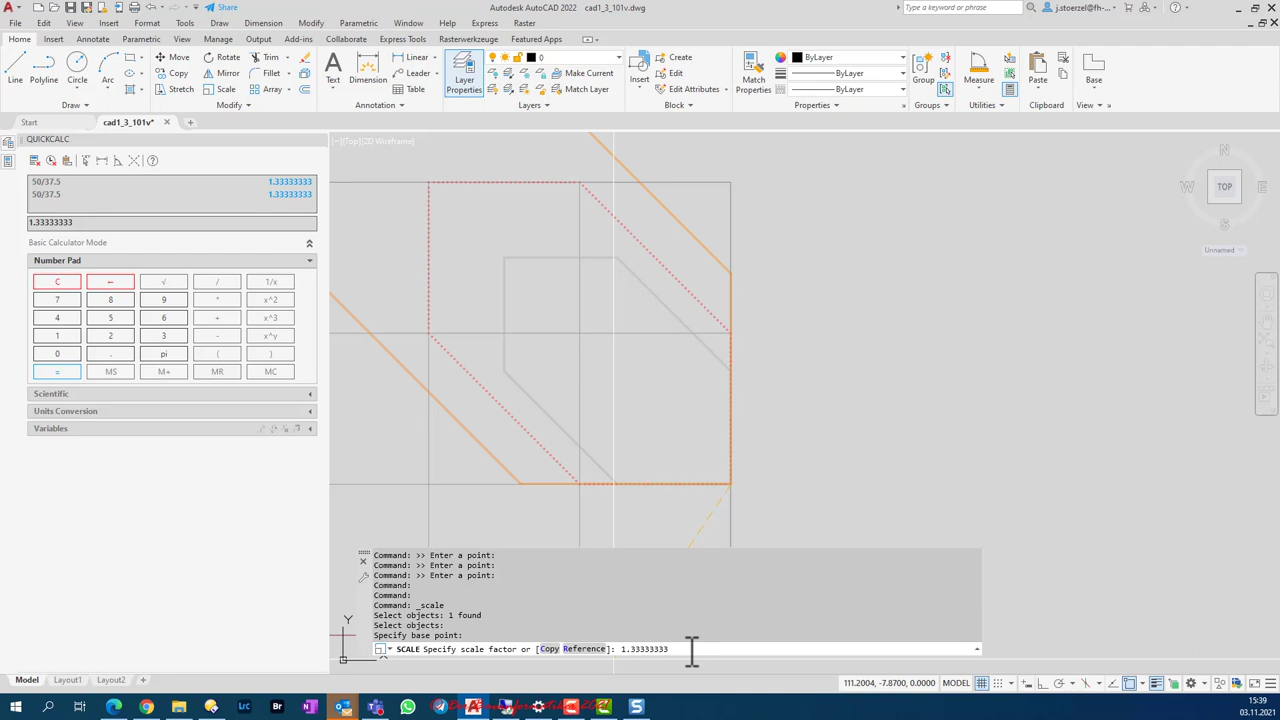 Share
Autodesk AutoCAD 2022 cad1_3_101v.dwg
Enter a keyword or phrase
j.stoerzel@fh-...
File Edit View Insert Format Tools Draw Dimension Modify Parametric Window Help Express Raster
Home Insert Annotate Parametric View Manage Output Add-ins Collaborate Express Tools Rasterwerkzeuge Featured Apps
Line Polyline Circle Arc
Move Rotate Trim
Copy Mirror Fillet
Stretch Scale Array
Text Dimension
Linear
Leader
Table
Layer Properties
0
Make Current
Match Layer
Insert
Create
Edit
Edit Attributes
Match Properties
ByLayer
ByLayer
ByLayer
Group
Measure
Paste
Base
Draw Modify Annotation Layers Block Properties Groups Utilities Clipboard View
Start cad1_3_101v*
QUICKCALC
[−][Top][2D Wireframe]
50/37.5 1.33333333
50/37.5 1.33333333
1.33333333
Basic Calculator Mode
Number Pad
C ← √ / 1/x
7 8 9 * x^2
4 5 6 + x^3
1 2 3 - x^y
0 . pi ( )
= MS M+ MR MC
Scientific
Units Conversion
Variables
N
W TOP E
S
Unnamed
Command: >> Enter a point:
Command: >> Enter a point:
Command: >> Enter a point:
Command:
Command:
Command: _scale
Select objects: 1 found
Select objects:
Specify base point:
SCALE Specify scale factor or [Copy Reference]: 1.33333333
Y
Model Layout1 Layout2
111.2004, -7.8700, 0.0000 MODEL
15:39
03.11.2021